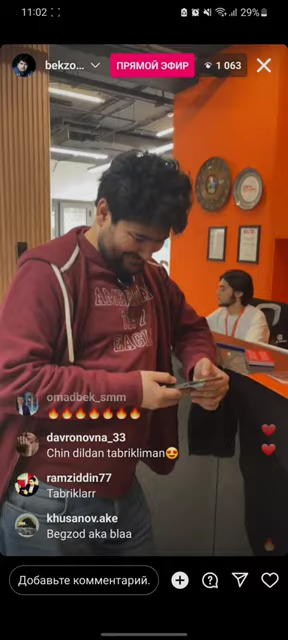 11:02
29%
bekzo...
ПРЯМОЙ ЭФИР
1 063
omadbek_smm
🔥🔥🔥🔥🔥🔥🔥
davronovna_33
Chin dildan tabrikliman😍
ramziddin77
Tabriklarr
khusanov.ake
Begzod aka blaa
Добавьте комментарий.